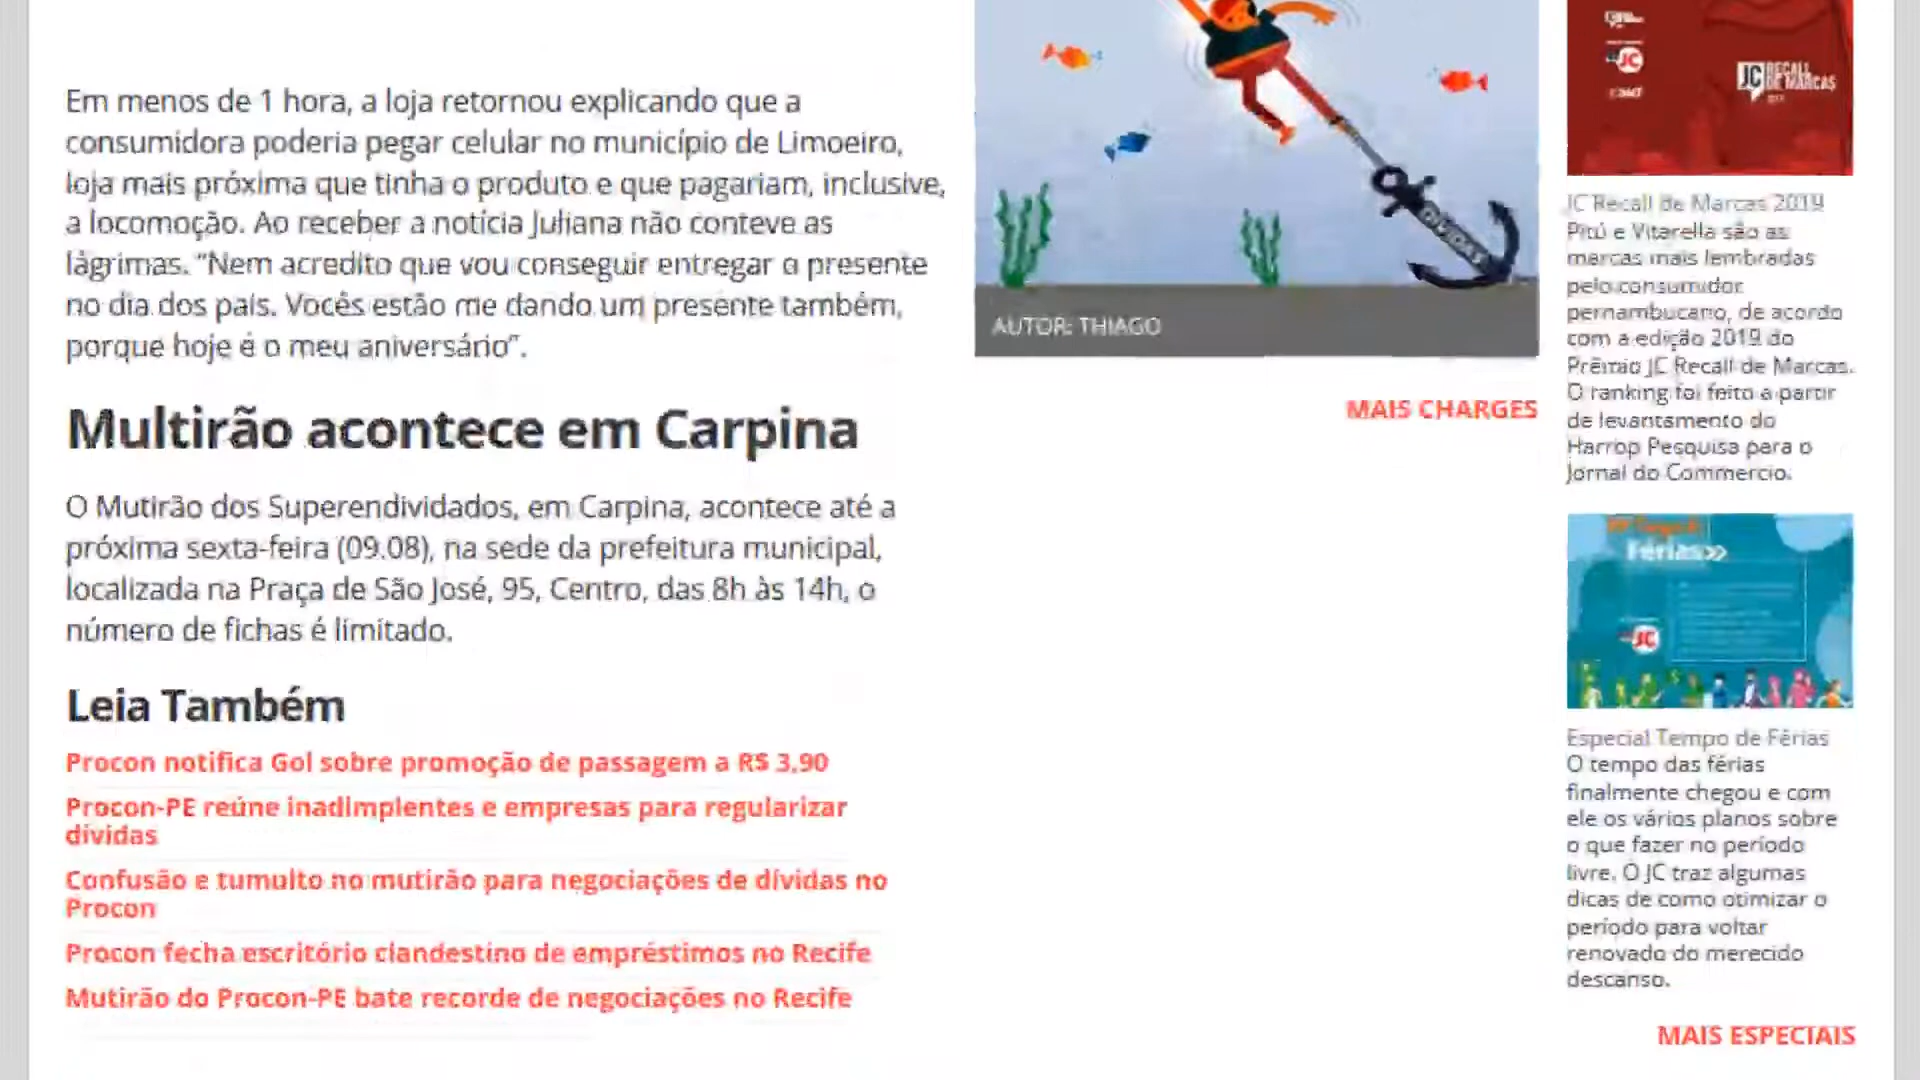 Em menos de 1 hora, a loja retornou explicando que a
consumidora poderia pegar celular no município de Limoeiro,
loja mais próxima que tinha o produto e que pagariam, inclusive,
a locomoção. Ao receber a notícia Juliana não conteve as
lágrimas. “Nem acredito que vou conseguir entregar o presente
no dia dos pais. Vocês estão me dando um presente também,
porque hoje é o meu aniversário”.
Multirão acontece em Carpina
O Mutirão dos Superendividados, em Carpina, acontece até a
próxima sexta-feira (09.08), na sede da prefeitura municipal,
localizada na Praça de São José, 95, Centro, das 8h às 14h, o
número de fichas é limitado.
Leia Também
Procon notifica Gol sobre promoção de passagem a R$ 3,90
Procon-PE reúne inadimplentes e empresas para regularizar
dívidas
Confusão e tumulto no mutirão para negociações de dívidas no
Procon
Procon fecha escritório clandestino de empréstimos no Recife
Mutirão do Procon-PE bate recorde de negociações no Recife
DÍVIDAS
AUTOR: THIAGO
MAIS CHARGES
JC
JC RECALL
DE MARCAS
JC Recall de Marcas 2019
Pitú e Vitarella são as
marcas mais lembradas
pelo consumidor
pernambucano, de acordo
com a edição 2019 do
Prêmio JC Recall de Marcas.
O ranking foi feito a partir
de levantamento do
Harrop Pesquisa para o
Jornal do Commercio.
Férias»
JC
Especial Tempo de Férias
O tempo das férias
finalmente chegou e com
ele os vários planos sobre
o que fazer no período
livre. O JC traz algumas
dicas de como otimizar o
período para voltar
renovado do merecido
descanso.
MAIS ESPECIAIS